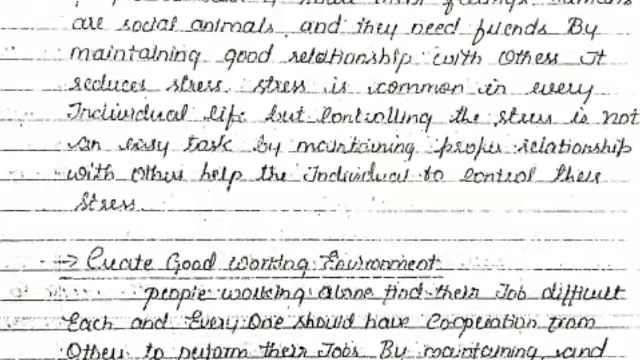 their feelings. Humans
are social animals and they need friends By
maintaining good relationship with Others It
reduces stress. stress is common in every
Individual life but Controlling the stress is not
an easy task by maintaining proper relationship
with Others help the Individual to control their
stress
→ Create Good Working Environment
people working alone find their Job difficult
Each and Every One should have Cooperation from
Others to perform their Jobs By maintaining and